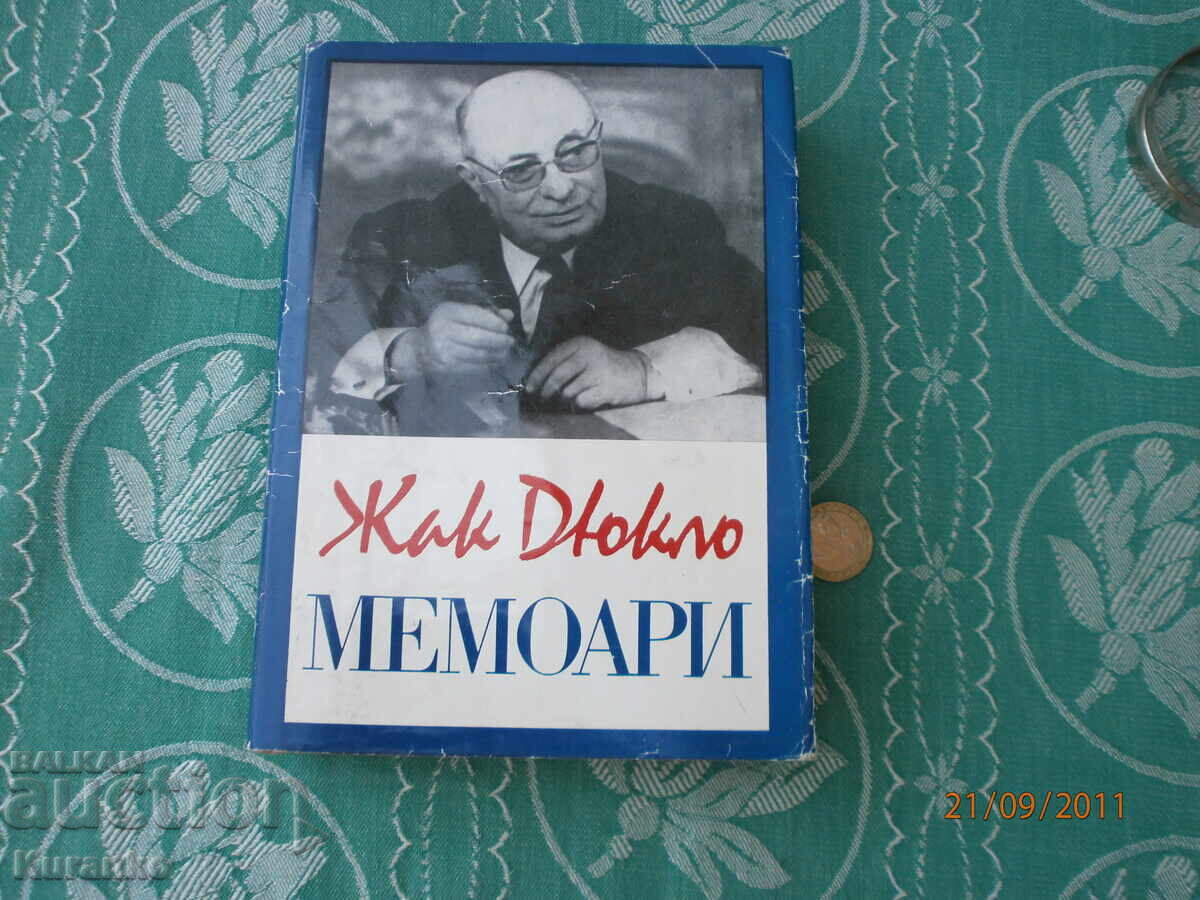 Жак Дюкло
МЕМОАРИ
21/09/2011
BALKAN
auction
Kuranko